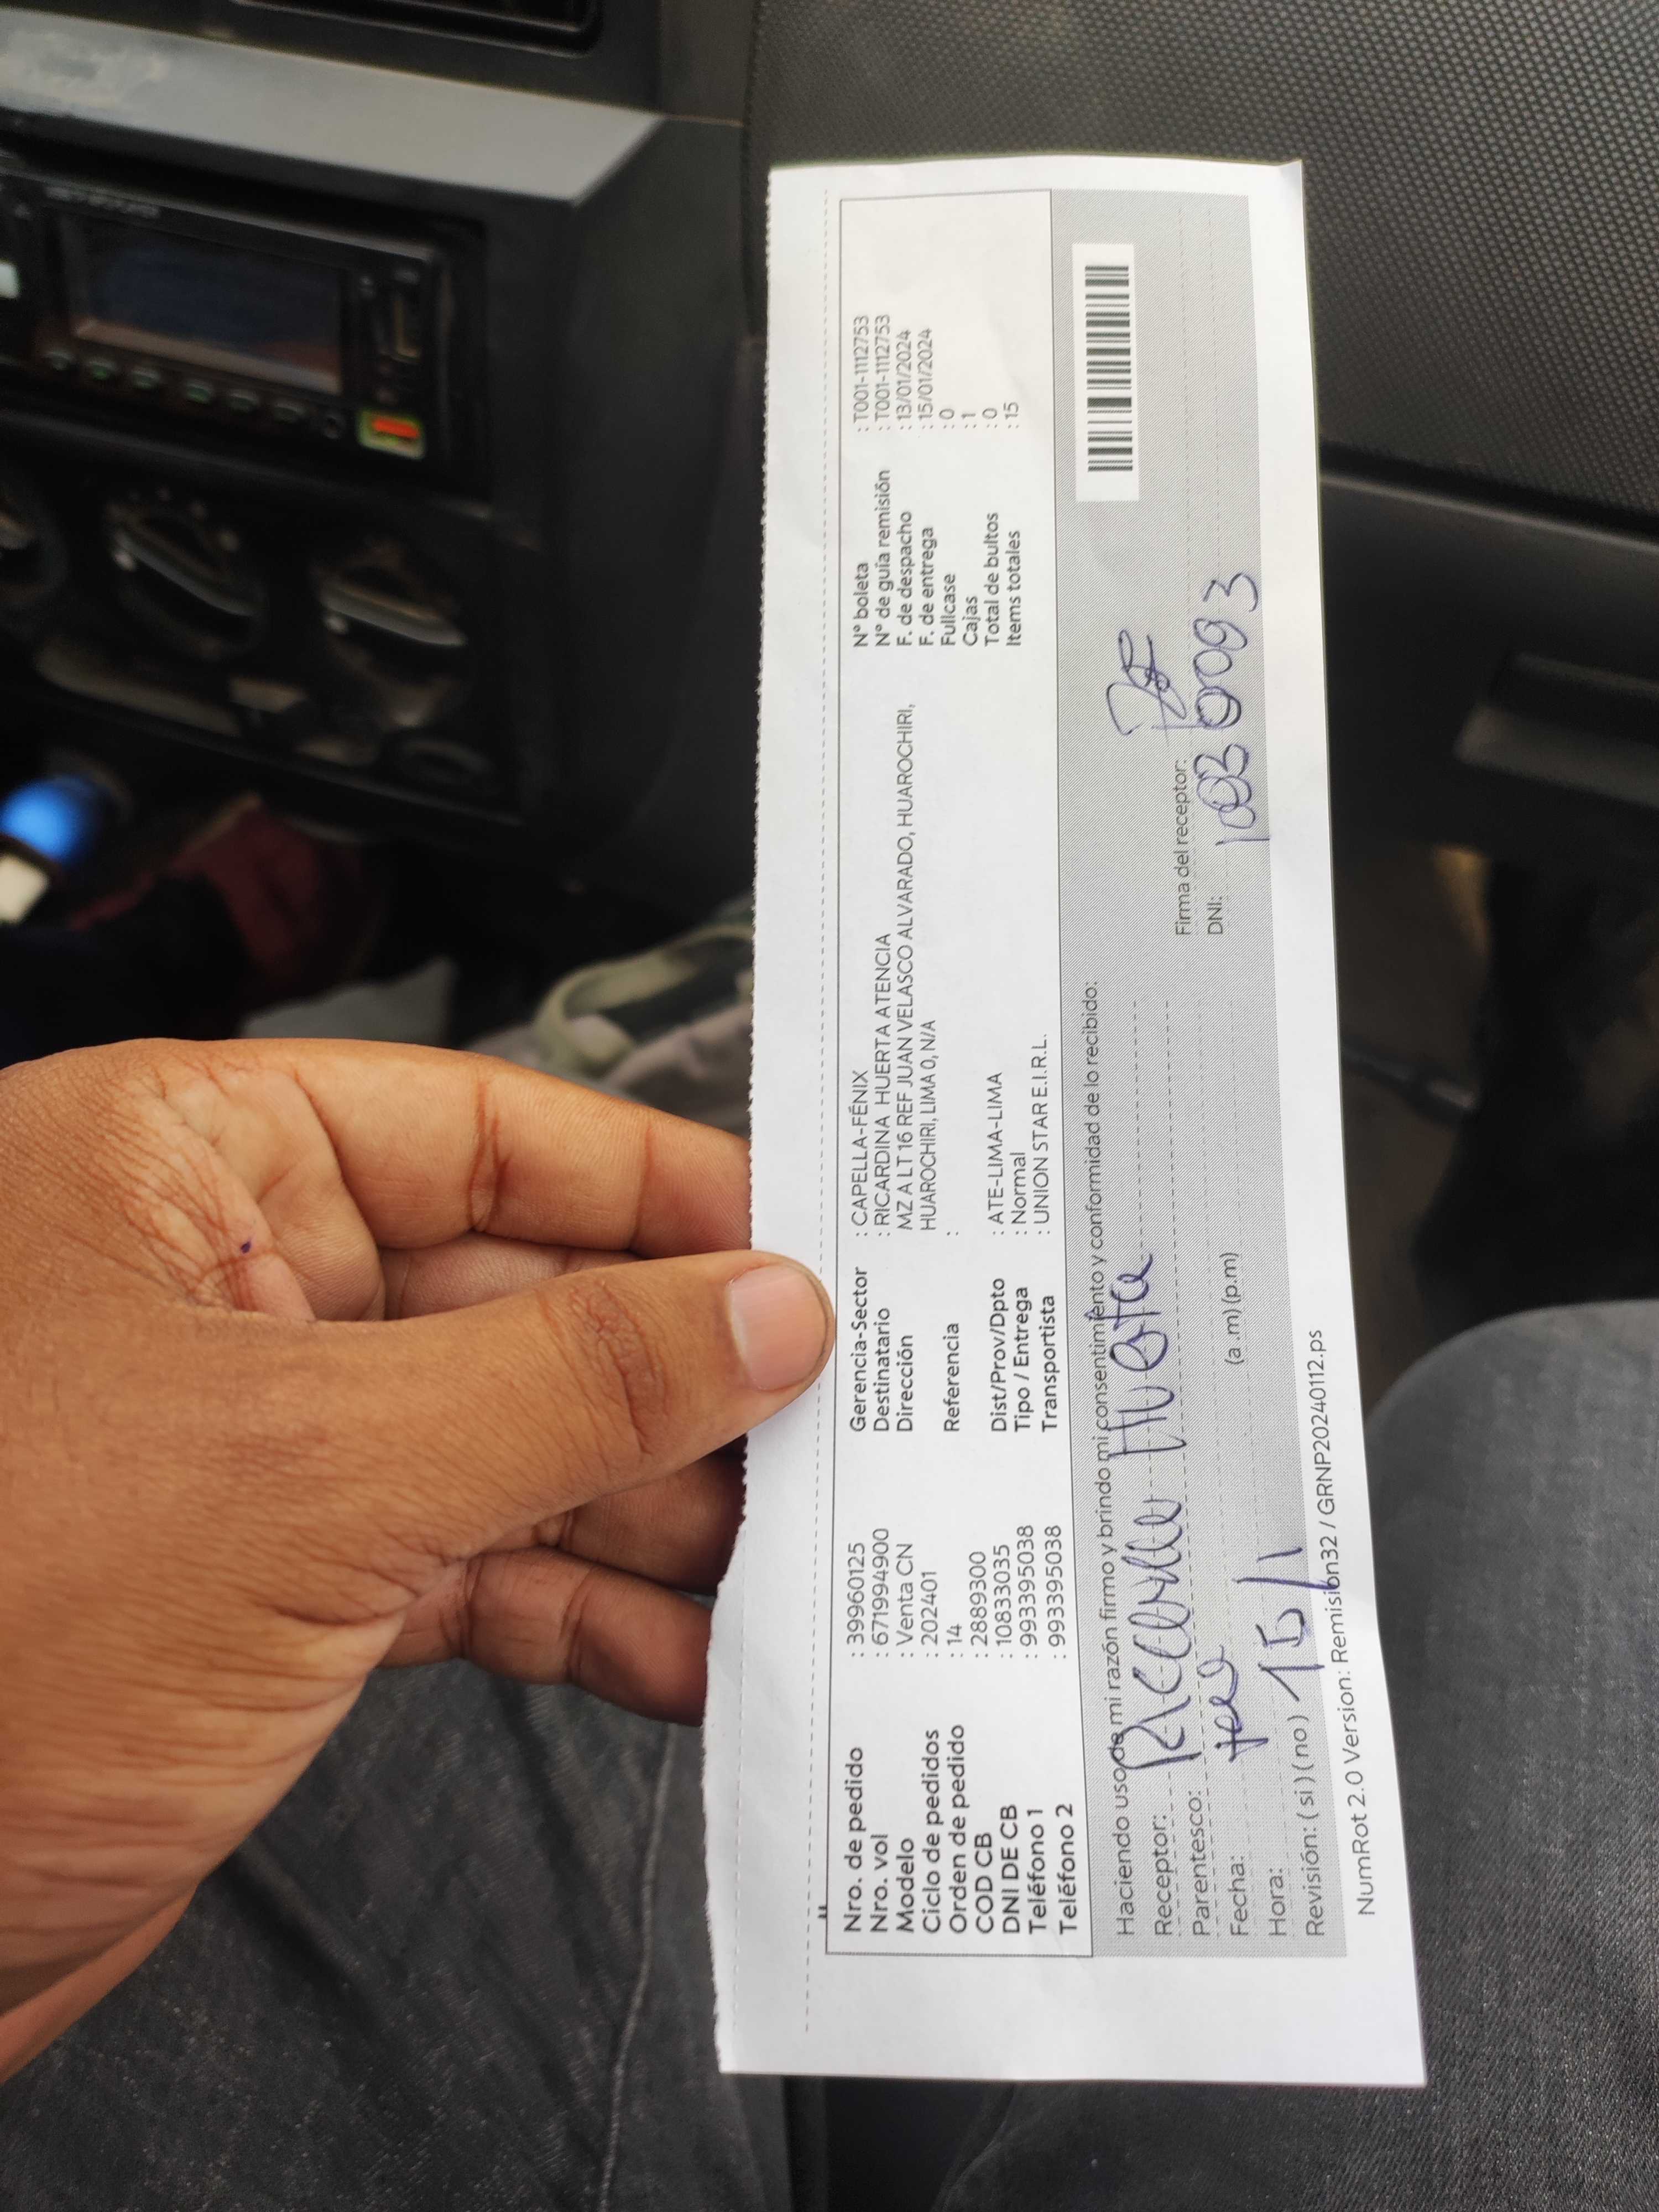 Nro. de pedido : 39960125
Nro. vol : 671994900
Modelo : Venta CN
Ciclo de pedidos : 202401
Orden de pedido : 14
COD CB : 2889300
DNI DE CB : 10833035
Teléfono 1 : 993395038
Teléfono 2 : 993395038
Gerencia-Sector : CAPELLA-FÉNIX
Destinatario : RICARDINA HUERTA ATENCIA
Dirección MZ A LT 16 REF JUAN VELASCO ALVARADO, HUAROCHIRI,
HUAROCHIRI, LIMA 0, N/A
Referencia :
Dist/Prov/Dpto : ATE-LIMA-LIMA
Tipo / Entrega : Normal
Transportista : UNION STAR E.I.R.L.
N° boleta : T001-1112753
N° de guía remisión : T001-1112753
F. de despacho : 13/01/2024
F. de entrega : 15/01/2024
Fullcase : 0
Cajas : 1
Total de bultos : 0
Items totales : 15
Haciendo uso de mi razón firmo y brindo mi consentimiento y conformidad de lo recibido:
Receptor:
Parentesco:
Fecha: 15/
Hora: (a .m) (p.m)
Revisión: ( si ) ( no )
Firma del receptor:
DNI:
NumRot 2.0 Version: Remision32 / GRNP20240112.ps